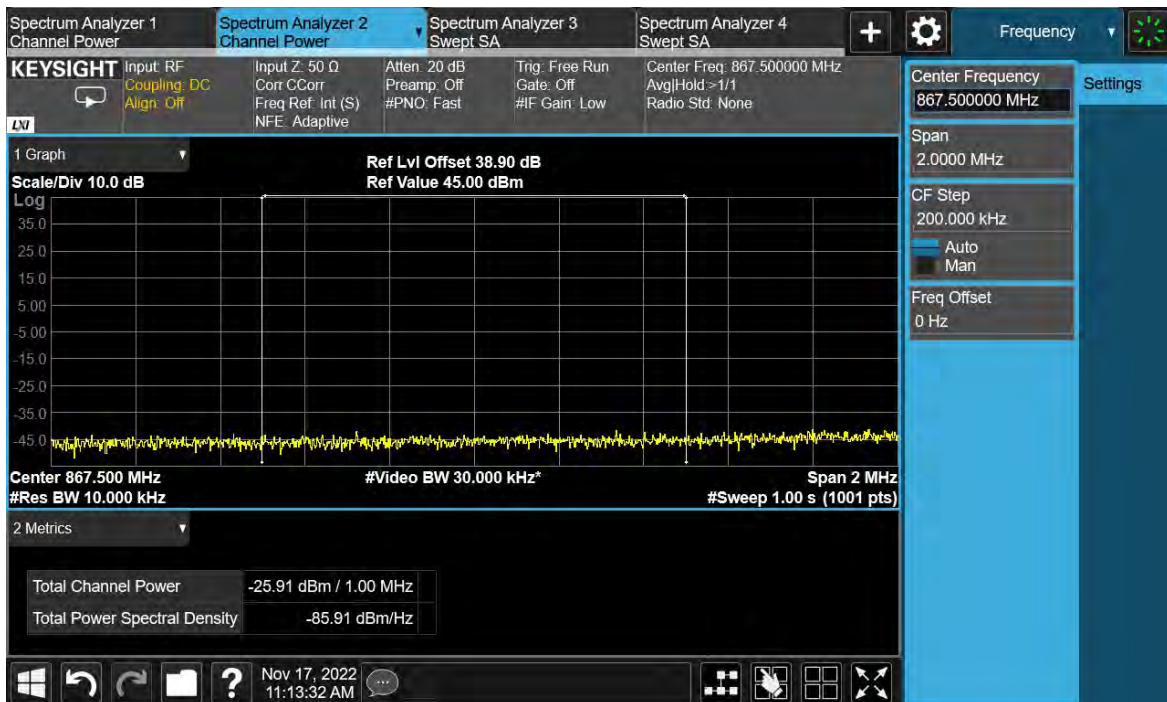 Spectrum Analyzer 1
Channel Power
Spectrum Analyzer 2
Channel Power
Spectrum Analyzer 3
Swept SA
Spectrum Analyzer 4
Swept SA
+
Frequency
KEYSIGHT
LXI
Input: RF
Coupling: DC
Align: Off
Input Z: 50 Ω
Corr CCorr
Freq Ref: Int (S)
NFE: Adaptive
Atten: 20 dB
Preamp: Off
#PNO: Fast
Trig: Free Run
Gate: Off
#IF Gain: Low
Center Freq: 867.500000 MHz
Avg|Hold:>1/1
Radio Std: None
Center Frequency
867.500000 MHz
Settings
Span
2.0000 MHz
CF Step
200.000 kHz
Auto
Man
Freq Offset
0 Hz
1 Graph
Scale/Div 10.0 dB
Ref Lvl Offset 38.90 dB
Ref Value 45.00 dBm
Log
35.0
25.0
15.0
5.00
-5.00
-15.0
-25.0
-35.0
-45.0
Center 867.500 MHz
#Video BW 30.000 kHz*
Span 2 MHz
#Res BW 10.000 kHz
#Sweep 1.00 s (1001 pts)
2 Metrics
Total Channel Power -25.91 dBm / 1.00 MHz
Total Power Spectral Density -85.91 dBm/Hz
?
Nov 17, 2022
11:13:32 AM